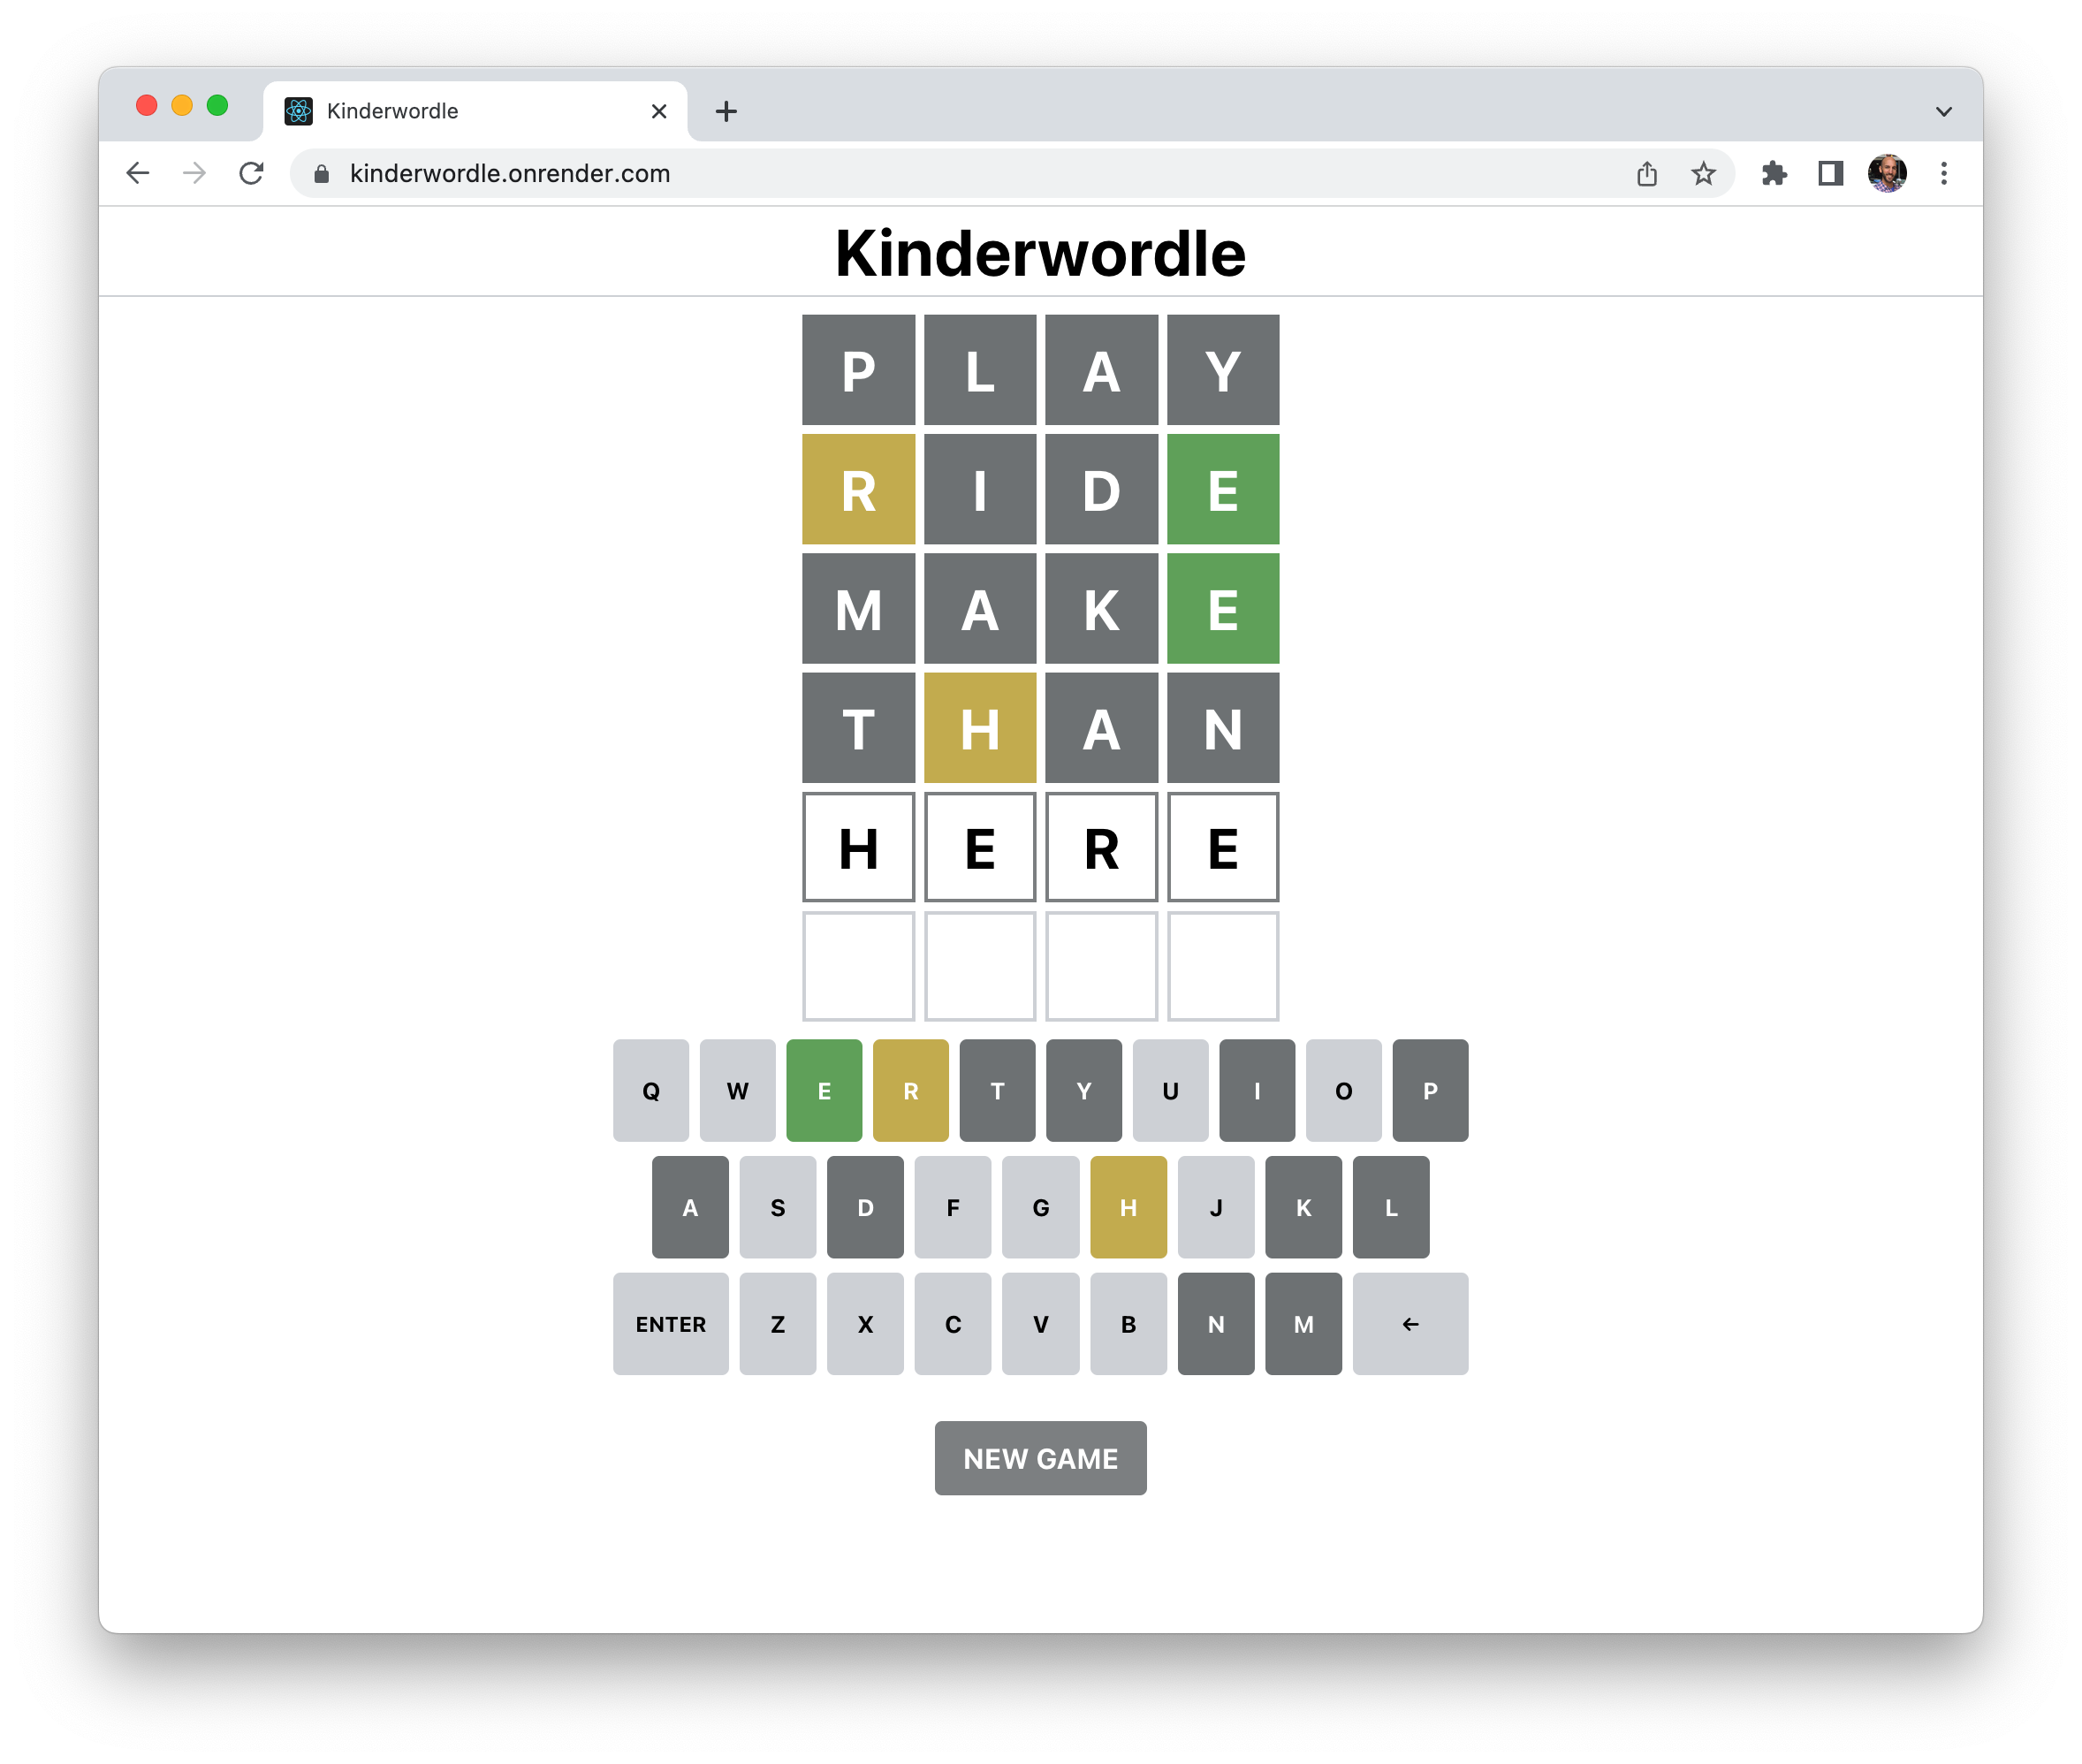 Kinderwordle
kinderwordle.onrender.com
Kinderwordle
P L A Y
R I D E
M A K E
T H A N
H E R E
Q W E R T Y U I O P
A S D F G H J K L
ENTER Z X C V B N M ←
NEW GAME